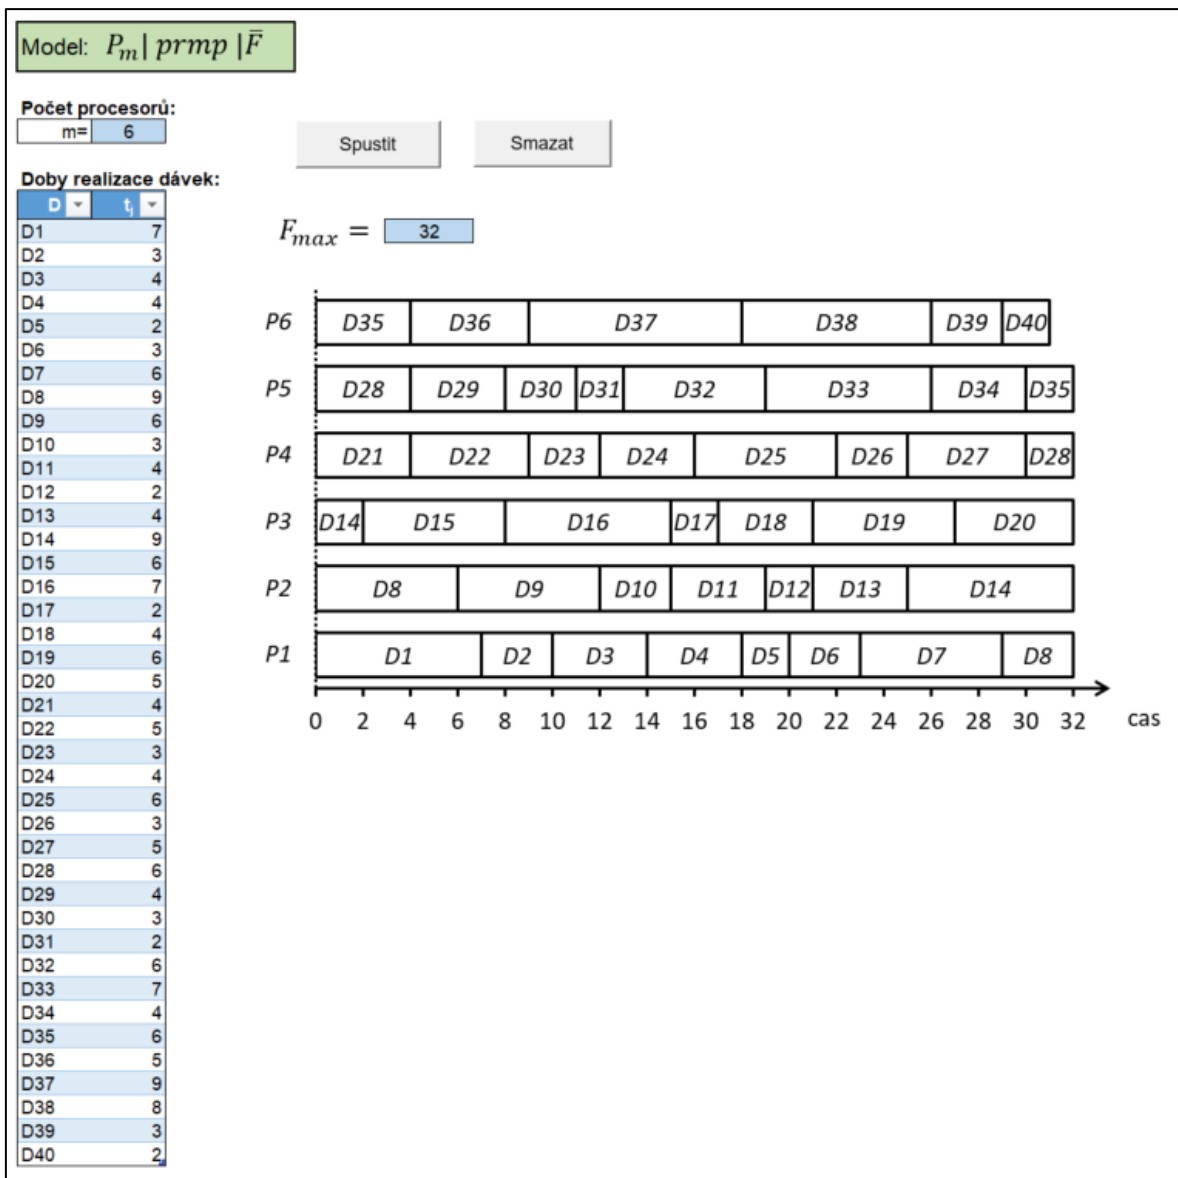 Model: P_m| prmp |F̄
Počet procesorů:
m= 6
Spustit
Smazat
Doby realizace dávek:
D t_j
D1 7
D2 3
D3 4
D4 4
D5 2
D6 3
D7 6
D8 9
D9 6
D10 3
D11 4
D12 2
D13 4
D14 9
D15 6
D16 7
D17 2
D18 4
D19 6
D20 5
D21 4
D22 5
D23 3
D24 4
D25 6
D26 3
D27 5
D28 6
D29 4
D30 3
D31 2
D32 6
D33 7
D34 4
D35 6
D36 5
D37 9
D38 8
D39 3
D40 2
F_max = 32
P6 D35 D36 D37 D38 D39 D40
P5 D28 D29 D30 D31 D32 D33 D34 D35
P4 D21 D22 D23 D24 D25 D26 D27 D28
P3 D14 D15 D16 D17 D18 D19 D20
P2 D8 D9 D10 D11 D12 D13 D14
P1 D1 D2 D3 D4 D5 D6 D7 D8
0 2 4 6 8 10 12 14 16 18 20 22 24 26 28 30 32 cas